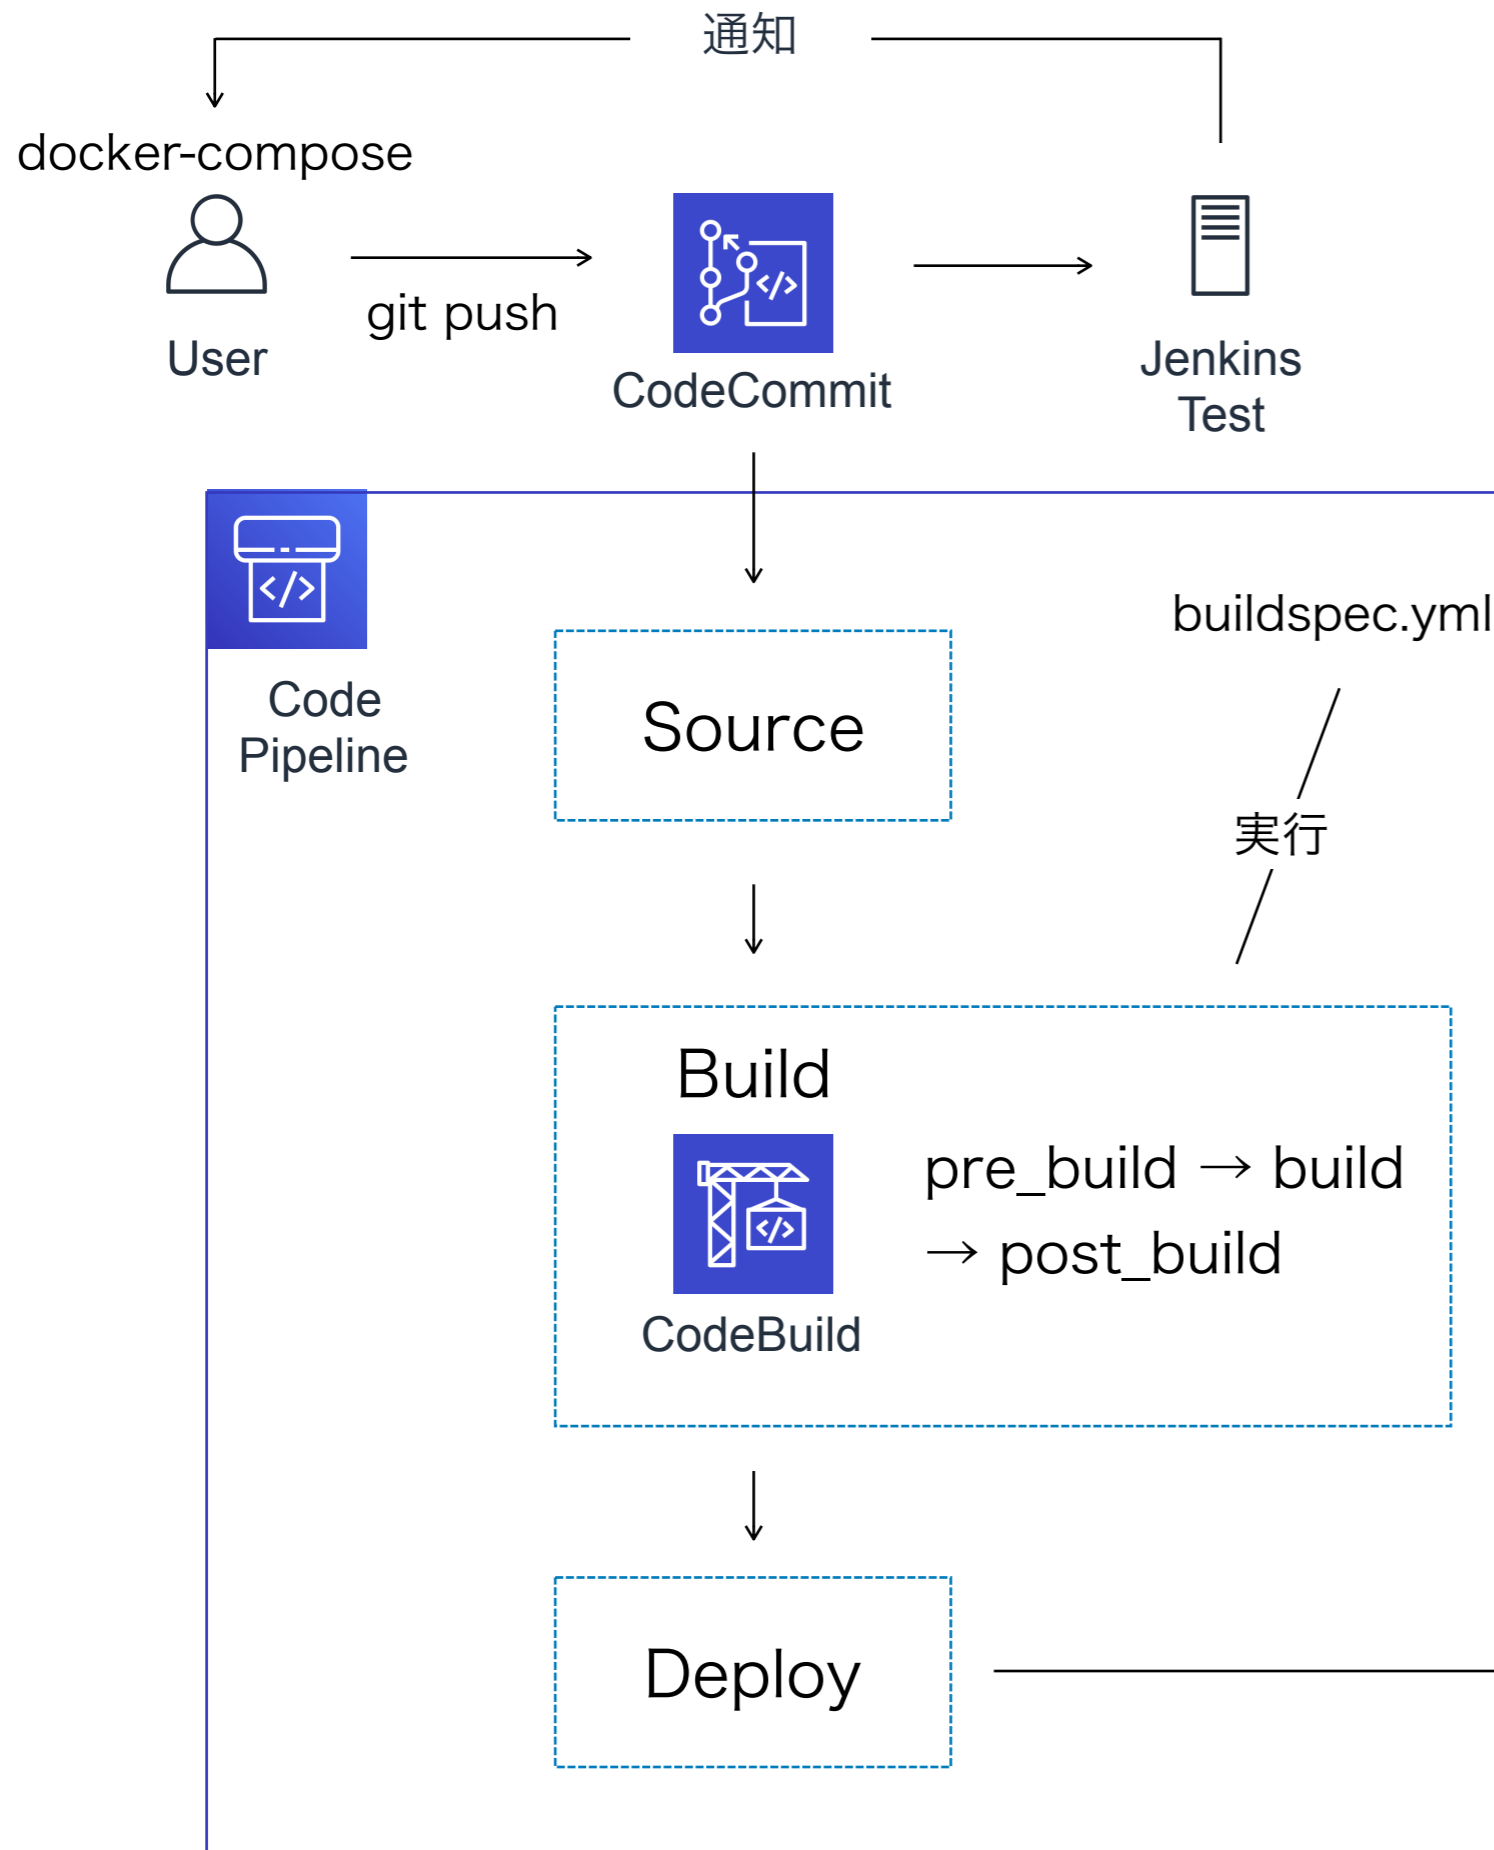 通知
docker-compose
git push
User
CodeCommit
Jenkins
Test
Code
Pipeline
buildspec.yml
Source
実行
Build
pre_build → build
→ post_build
CodeBuild
Deploy